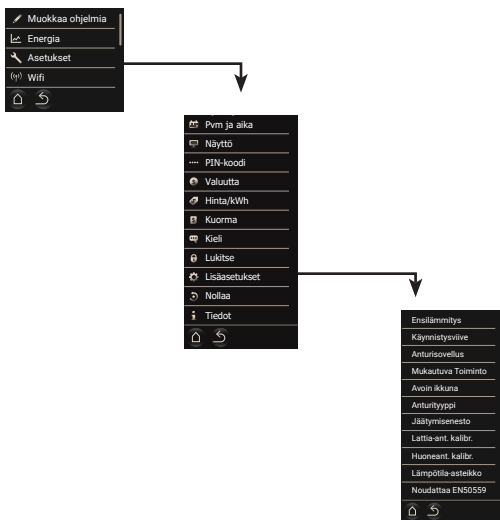 Muokkaa ohjelmia
Energia
Asetukset
Wifi
Pvm ja aika
Näyttö
PIN-koodi
Valuutta
Hinta/kWh
Kuorma
Kieli
Lukitse
Lisäasetukset
Nollaa
Tiedot
Ensilämmitys
Käynnistysviive
Anturisovellus
Mukautuva Toiminto
Avoin ikkuna
Anturityyppi
Jäätymisenesto
Lattia-ant. kalibr.
Huoneant. kalibr.
Lämpötila-asteikko
Noudattaa EN50559